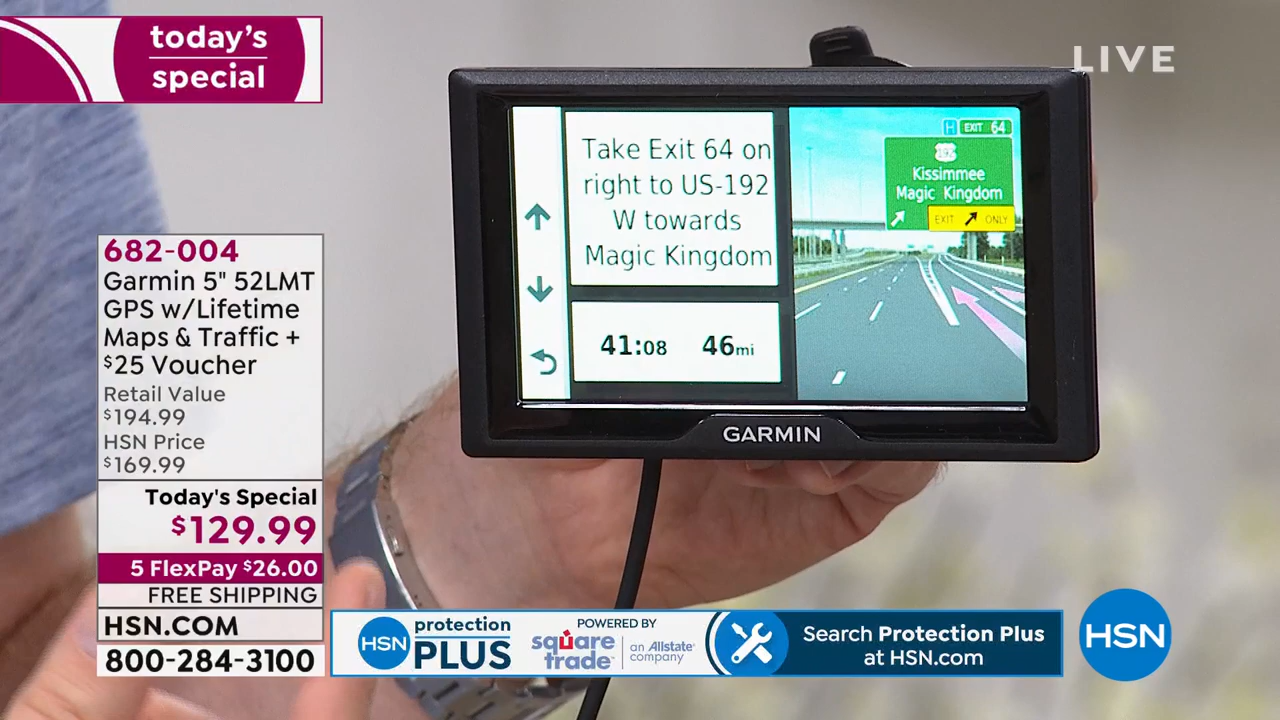 today's
special
LIVE
682-004
Garmin 5" 52LMT
GPS w/Lifetime
Maps & Traffic +
$25 Voucher
Retail Value
$194.99
HSN Price
$169.99
Today's Special
$129.99
5 FlexPay $26.00
FREE SHIPPING
HSN.COM
800-284-3100
Take Exit 64 on
right to US-192
W towards
Magic Kingdom
41:08 46mi
EXIT 64
192
Kissimmee
Magic Kingdom
EXIT ONLY
GARMIN
HSN
protection
PLUS
POWERED BY
square
trade
an Allstate
company
Search Protection Plus
at HSN.com
HSN